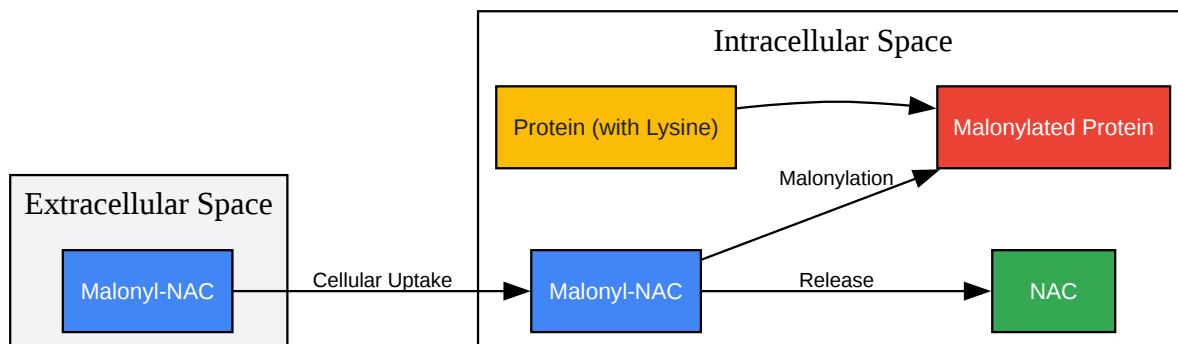 Intracellular Space
Protein (with Lysine)
Malonylated Protein
Malonylation
Extracellular Space
Malonyl-NAC
Cellular Uptake
Malonyl-NAC
Release
NAC